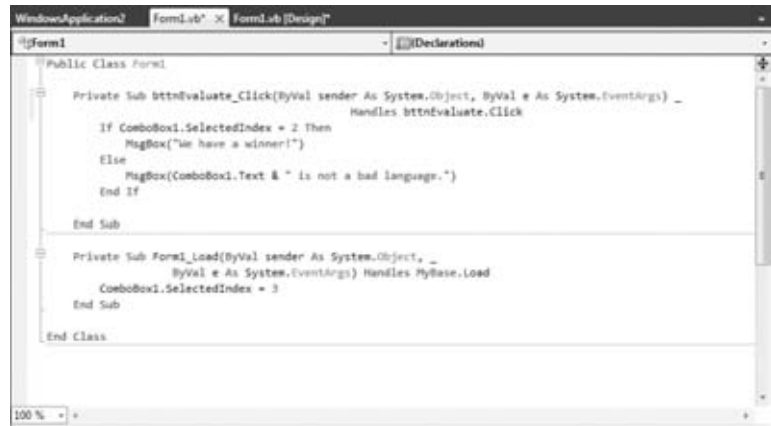 WindowsApplication2 Form1.vb* × Form1.vb [Design]*
Form1 (Declarations)
Public Class Form1
Private Sub bttnEvaluate_Click(ByVal sender As System.Object, ByVal e As System.EventArgs) _
Handles bttnEvaluate.Click
If ComboBox1.SelectedIndex = 2 Then
MsgBox("We have a winner!")
Else
MsgBox(ComboBox1.Text & " is not a bad language.")
End If
End Sub
Private Sub Form1_Load(ByVal sender As System.Object, _
ByVal e As System.EventArgs) Handles MyBase.Load
ComboBox1.SelectedIndex = 3
End Sub
End Class
100 %